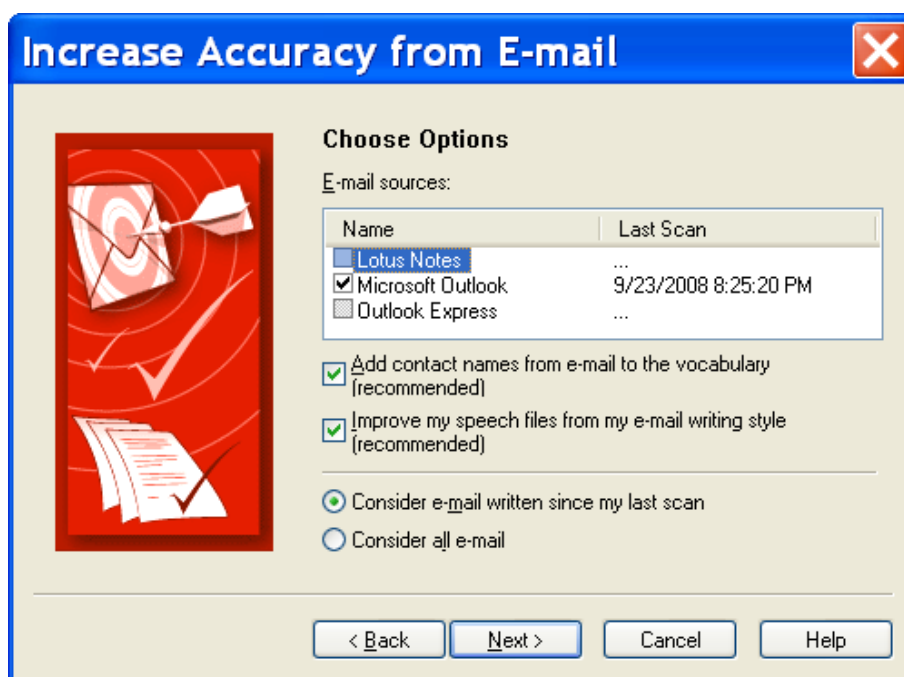 Increase Accuracy from E-mail
Choose Options
E-mail sources:
Name Last Scan
Lotus Notes ...
Microsoft Outlook 9/23/2008 8:25:20 PM
Outlook Express ...
Add contact names from e-mail to the vocabulary
(recommended)
Improve my speech files from my e-mail writing style
(recommended)
Consider e-mail written since my last scan
Consider all e-mail
< Back Next > Cancel Help